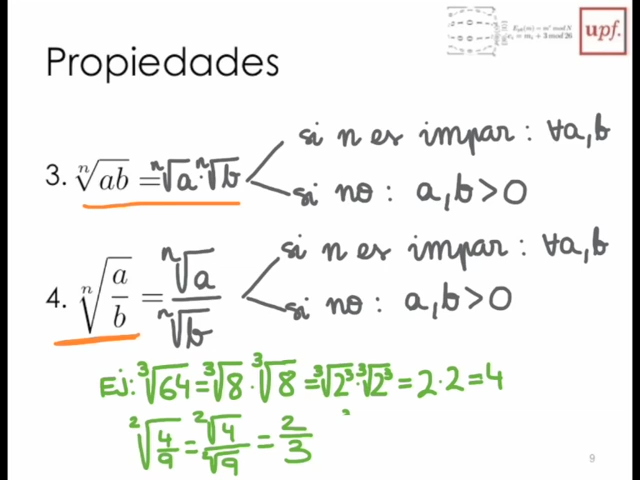 upf.
Propiedades
3. ⁿ√(ab) = ⁿ√a · ⁿ√b
si n es impar: ∀a,b
si no: a,b>0
4. ⁿ√(a/b) = ⁿ√a / ⁿ√b
si n es impar: ∀a,b
si no: a,b>0
Ej: ³√64 = ³√8 · ³√8 = ³√2³ · ³√2³ = 2·2 = 4
²√(4/9) = ²√4 / ²√9 = 2/3
9